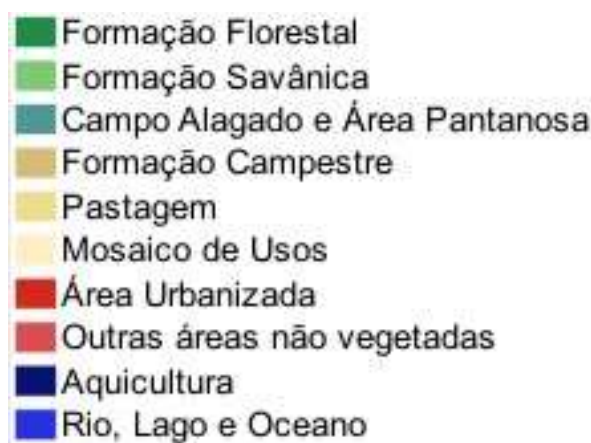 Formação Florestal
Formação Savânica
Campo Alagado e Área Pantanosa
Formação Campestre
Pastagem
Mosaico de Usos
Área Urbanizada
Outras áreas não vegetadas
Aquicultura
Rio, Lago e Oceano